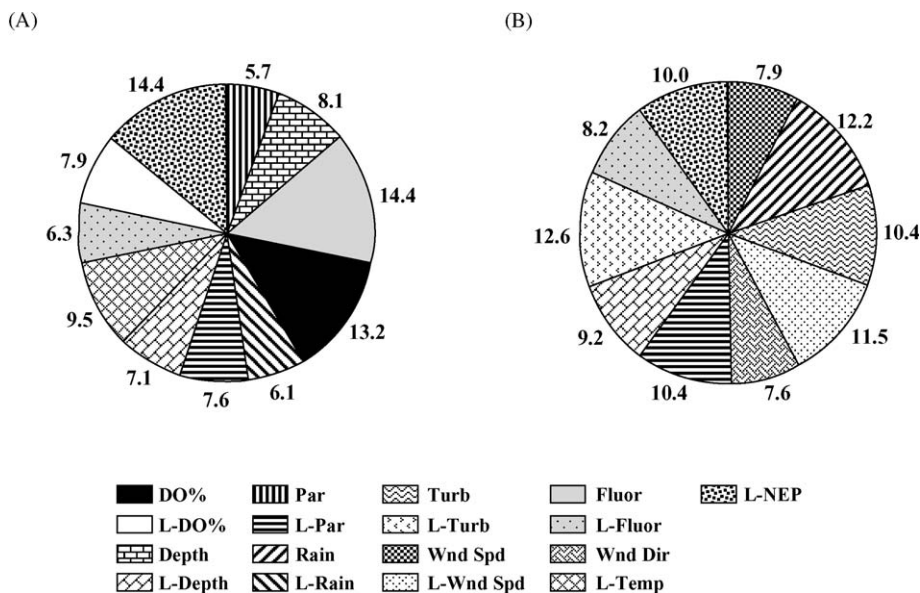 (A) (B)
14.4 5.7 10.0 7.9
8.1
8.2 12.2
7.9
14.4
6.3 12.6 10.4
9.5 13.2 9.2 11.5
7.1 6.1 10.4 7.6
7.6
DO% Par Turb Fluor L-NEP
L-DO% L-Par L-Turb L-Fluor
Depth Rain Wnd Spd Wnd Dir
L-Depth L-Rain L-Wnd Spd L-Temp